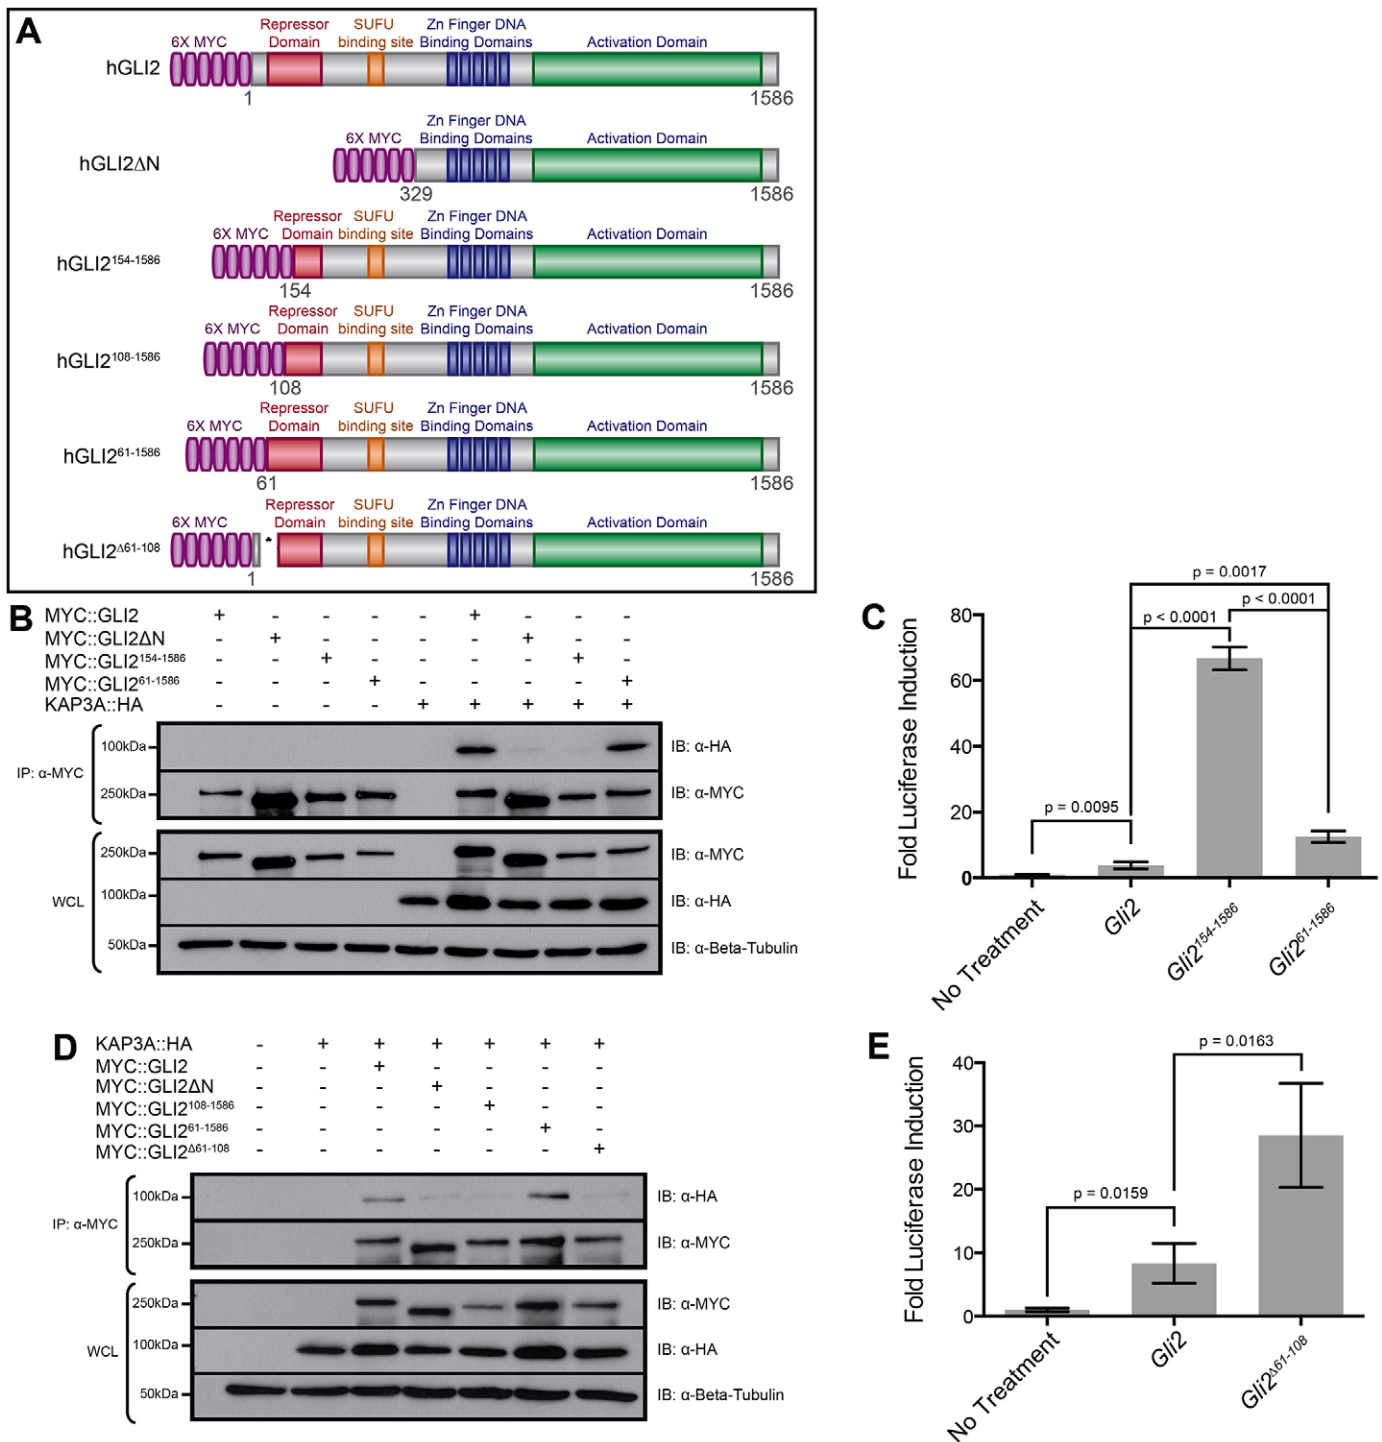 A
Repressor SUFU Zn Finger DNA
6X MYC Domain binding site Binding Domains Activation Domain
hGLI2
1 1586
Zn Finger DNA
6X MYC Binding Domains Activation Domain
hGLI2ΔN
329 1586
Repressor SUFU Zn Finger DNA
6X MYC Domain binding site Binding Domains Activation Domain
hGLI2154-1586
154 1586
Repressor SUFU Zn Finger DNA
6X MYC Domain binding site Binding Domains Activation Domain
hGLI2108-1586
108 1586
Repressor SUFU Zn Finger DNA
6X MYC Domain binding site Binding Domains Activation Domain
hGLI261-1586
61 1586
Repressor SUFU Zn Finger DNA
6X MYC Domain binding site Binding Domains Activation Domain
hGLI2Δ61-108
1 1586
B
MYC::GLI2 + - - - - + - - -
MYC::GLI2ΔN - + - - - - + - -
MYC::GLI2154-1586 - - + - - - - + -
MYC::GLI261-1586 - - - + - - - - +
KAP3A::HA - - - - + + + + +
IP: α-MYC
100kDa IB: α-HA
250kDa IB: α-MYC
WCL
250kDa IB: α-MYC
100kDa IB: α-HA
50kDa IB: α-Beta-Tubulin
C
Fold Luciferase Induction
80
60
40
20
0
p = 0.0017
p < 0.0001
p < 0.0001
p = 0.0095
No Treatment
Gli2
Gli2154-1586
Gli261-1586
D
KAP3A::HA - + + + + + +
MYC::GLI2 - - + - - - -
MYC::GLI2ΔN - - - + - - -
MYC::GLI2108-1586 - - - - + - -
MYC::GLI261-1586 - - - - - + -
MYC::GLI2Δ61-108 - - - - - - +
IP: α-MYC
100kDa IB: α-HA
250kDa IB: α-MYC
WCL
250kDa IB: α-MYC
100kDa IB: α-HA
50kDa IB: α-Beta-Tubulin
E
Fold Luciferase Induction
40
30
20
10
0
p = 0.0163
p = 0.0159
No Treatment
Gli2
Gli2Δ61-108